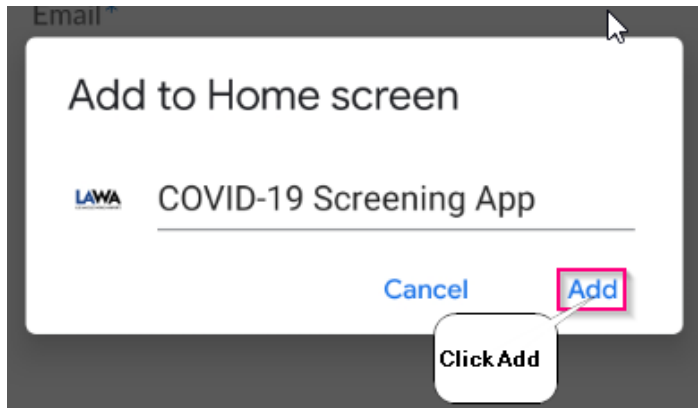 Email*
Add to Home screen
LAWA
COVID-19 Screening App
Cancel
Add
Click Add